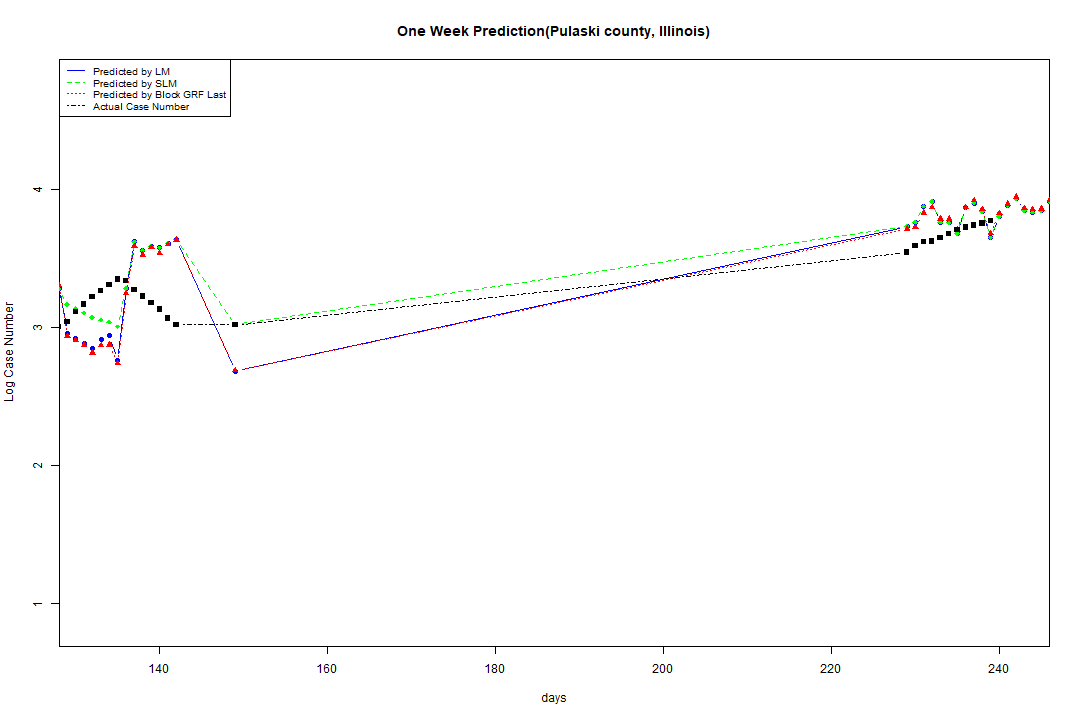 One Week Prediction(Pulaski county, Illinois)
Predicted by LM
Predicted by SLM
Predicted by Block GRF Last
Actual Case Number
Log Case Number
4
3
2
1
140 160 180 200 220 240
days